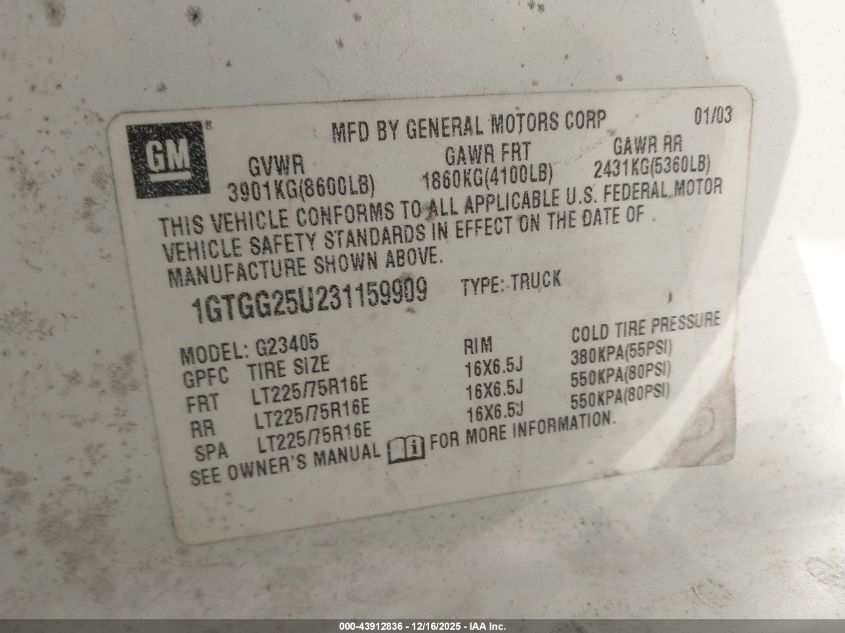 GM®
MFD BY GENERAL MOTORS CORP 01/03
GVWR GAWR FRT GAWR RR
3901KG(8600LB) 1860KG(4100LB) 2431KG(5360LB)
THIS VEHICLE CONFORMS TO ALL APPLICABLE U.S. FEDERAL MOTOR
VEHICLE SAFETY STANDARDS IN EFFECT ON THE DATE OF
MANUFACTURE SHOWN ABOVE.
1GTGG25U231159909 TYPE: TRUCK
MODEL: G23405
GPFC TIRE SIZE RIM COLD TIRE PRESSURE
FRT LT225/75R16E 16X6.5J 380KPA(55PSI)
RR LT225/75R16E 16X6.5J 550KPA(80PSI)
SPA LT225/75R16E 16X6.5J 550KPA(80PSI)
SEE OWNER'S MANUAL i FOR MORE INFORMATION.
000-43912836 - 12/16/2025 - IAA Inc.